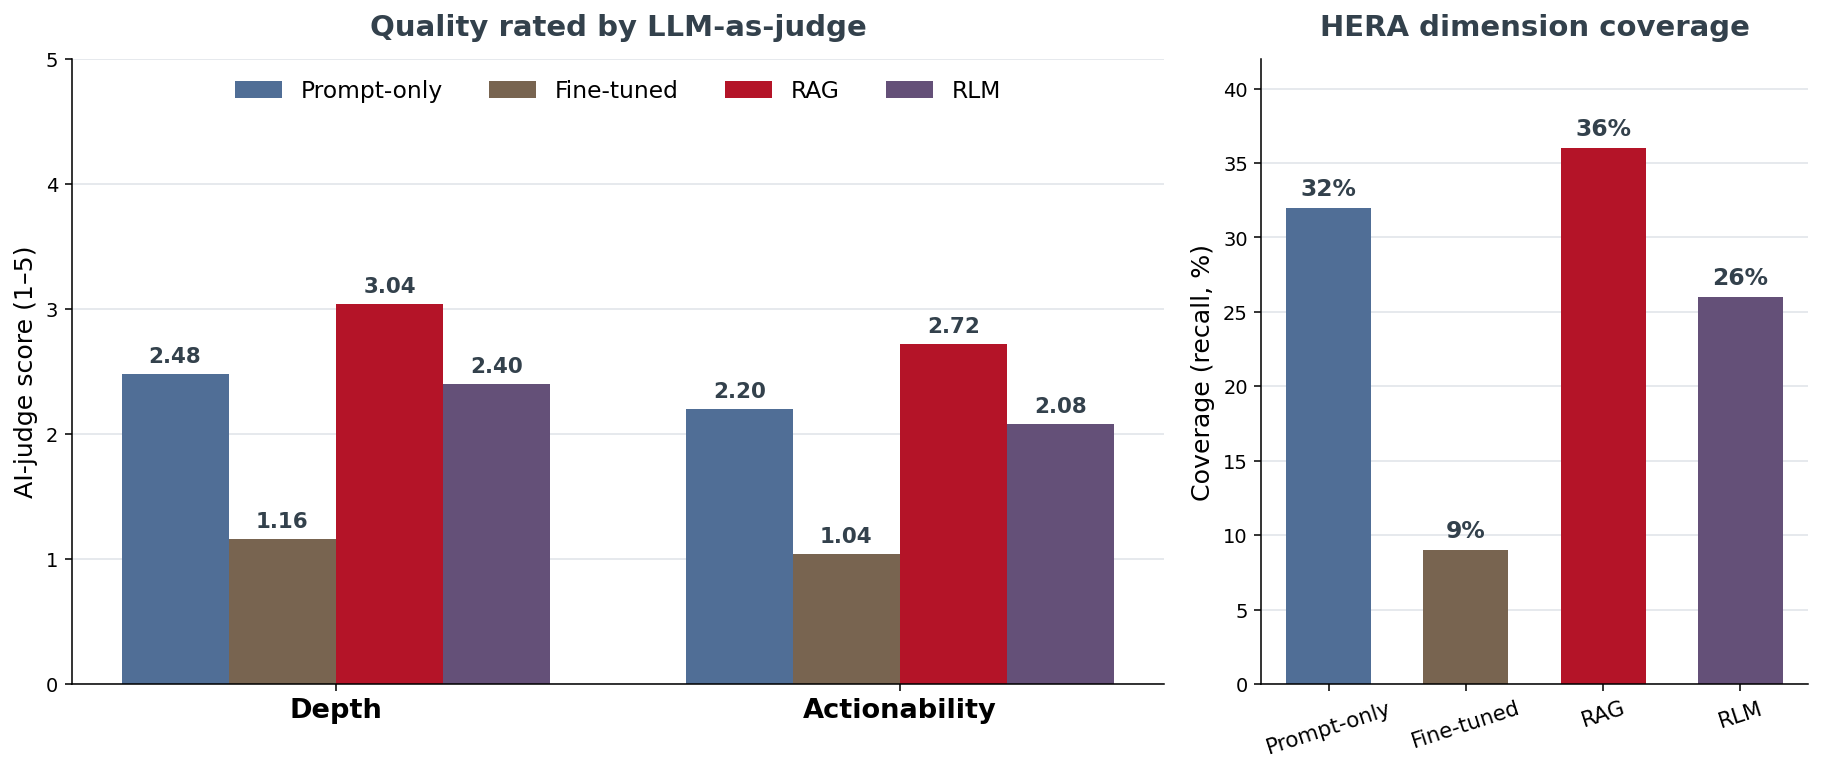 Quality rated by LLM-as-judge
Prompt-only Fine-tuned RAG RLM
AI-judge score (1–5)
5
4
3
2
1
0
2.48
1.16
3.04
2.40
2.20
1.04
2.72
2.08
Depth
Actionability
HERA dimension coverage
Coverage (recall, %)
40
35
30
25
20
15
10
5
0
32%
9%
36%
26%
Prompt-only
Fine-tuned
RAG
RLM